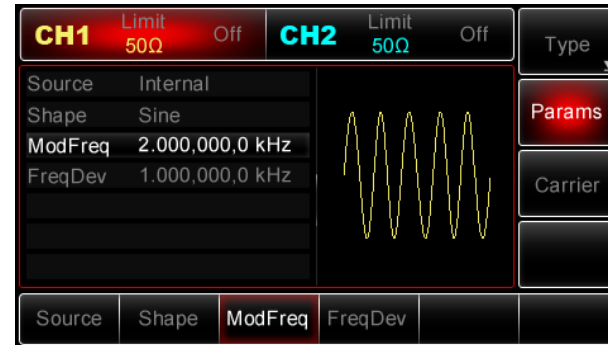 CH1 Limit 50Ω Off CH2 Limit 50Ω Off
Type
Source Internal
Shape Sine
ModFreq 2.000,000,0 kHz
FreqDev 1.000,000,0 kHz
Params
Carrier
Source Shape ModFreq FreqDev